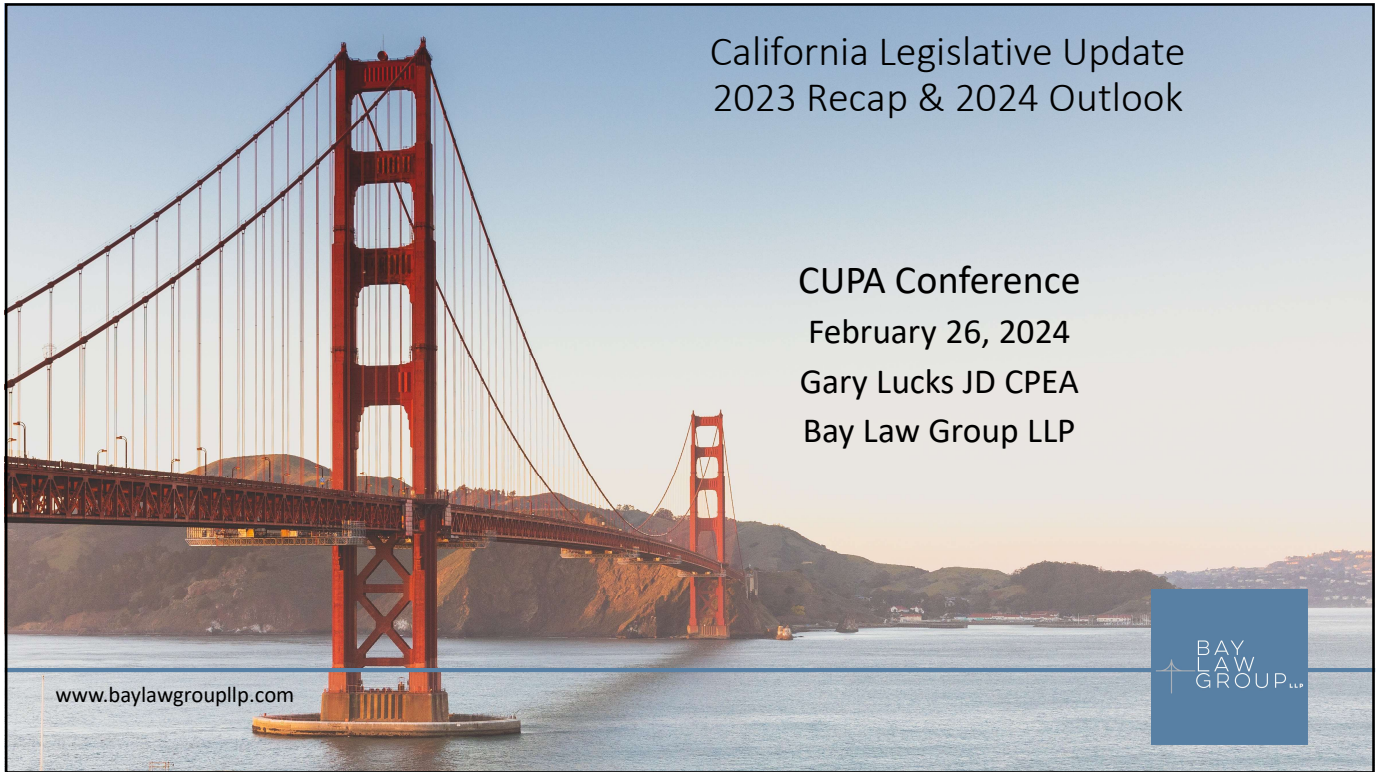 California Legislative Update
2023 Recap & 2024 Outlook
CUPA Conference
February 26, 2024
Gary Lucks JD CPEA
Bay Law Group LLP
www.baylawgroupllp.com
BAY
LAW
GROUP LLP